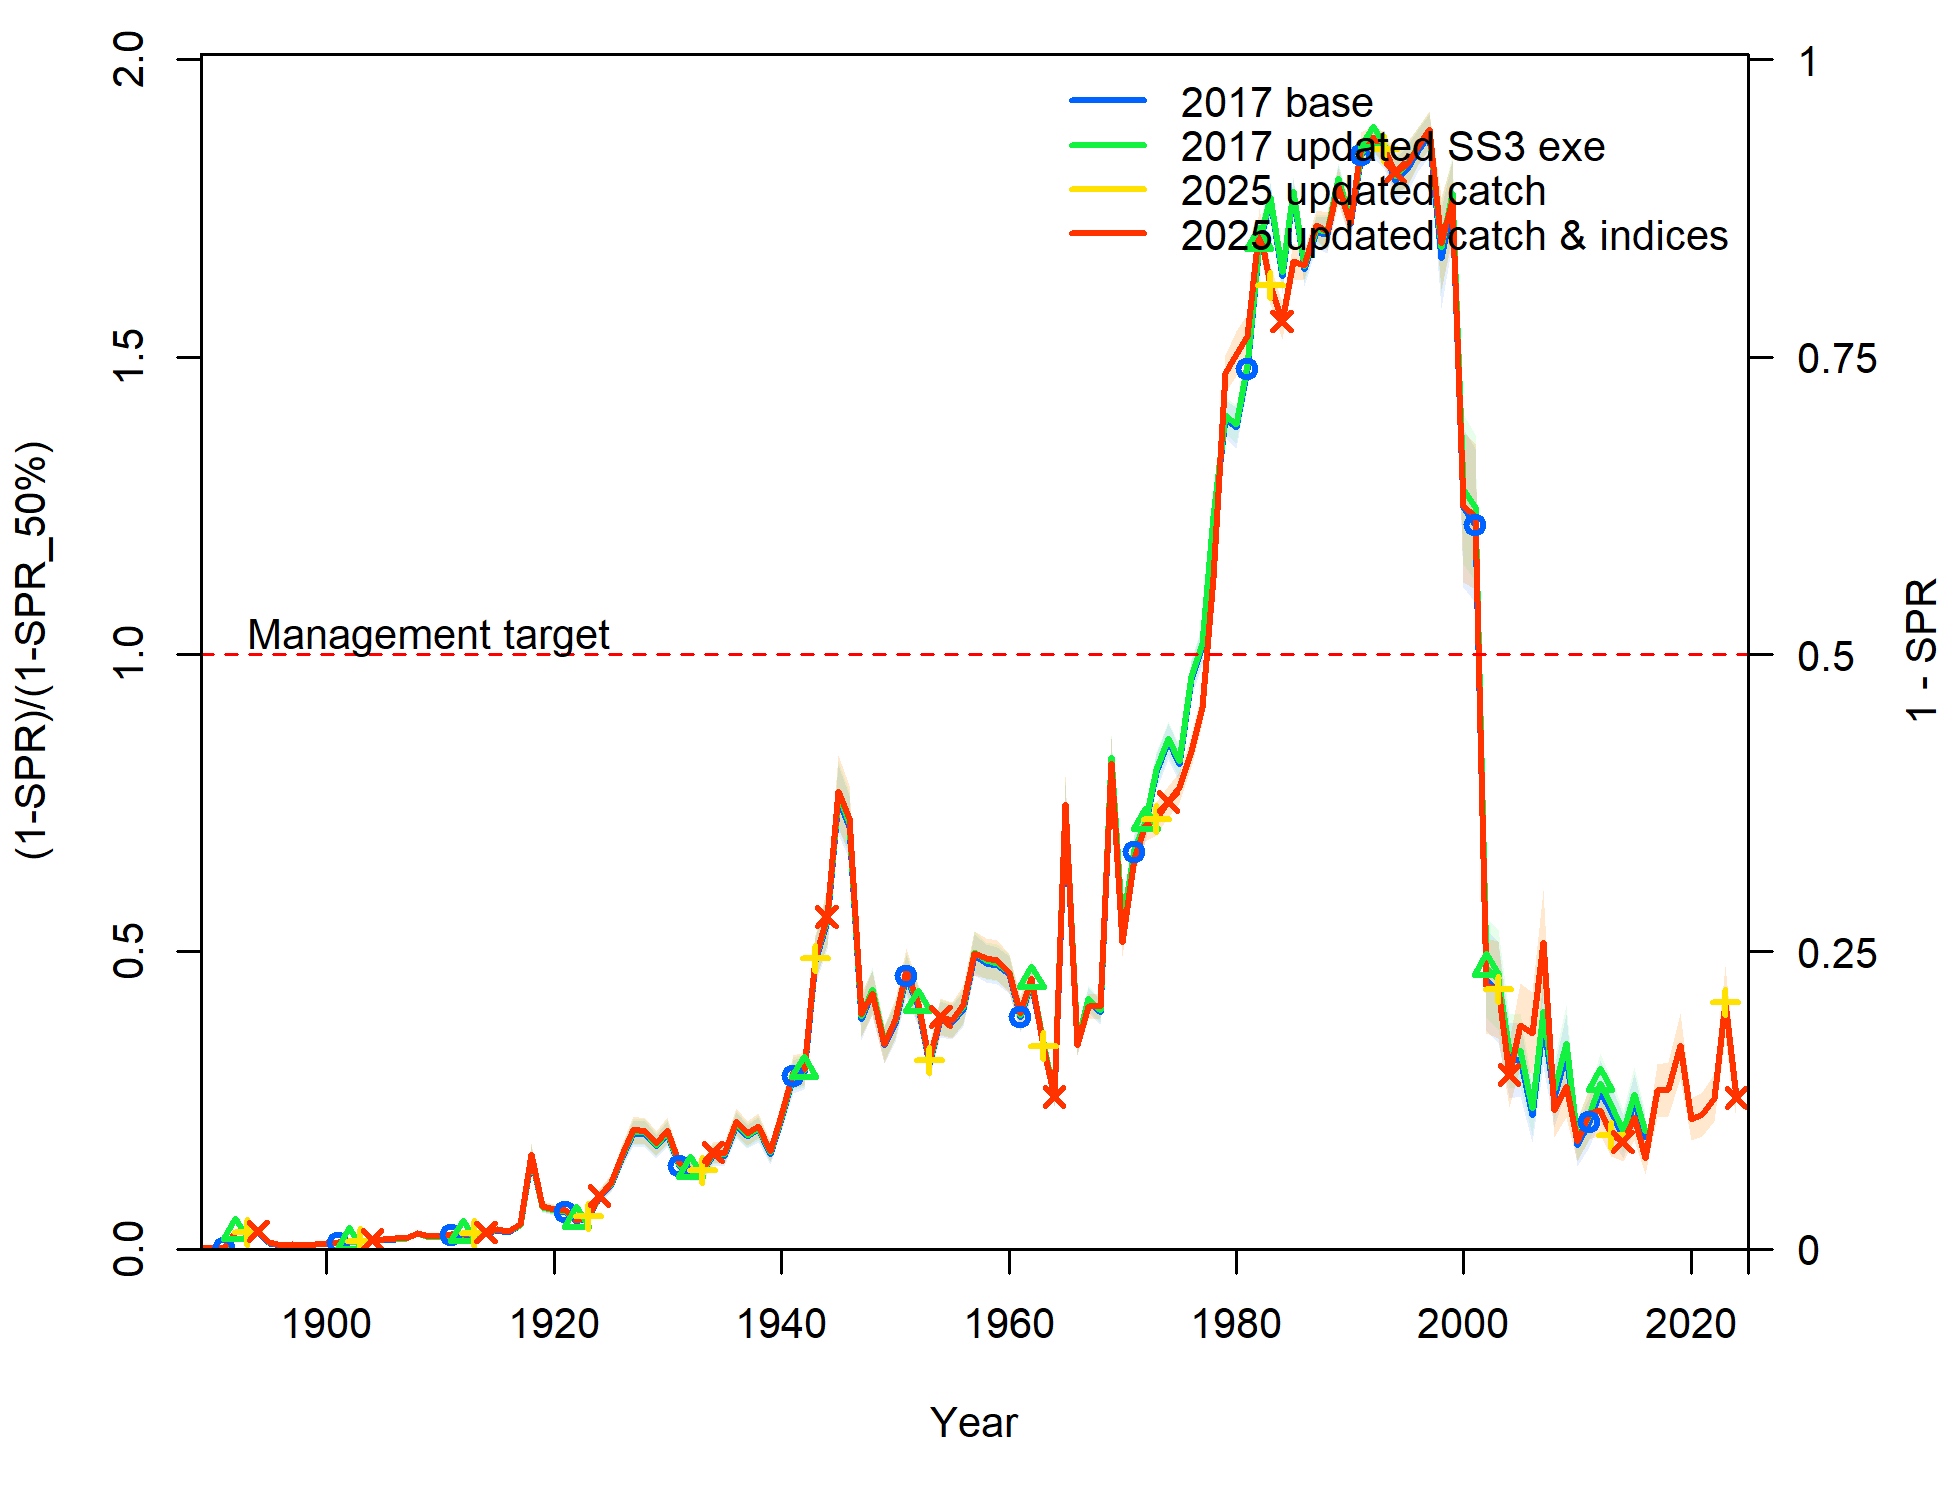 2017 base
2017 updated SS3 exe
2025 updated catch
2025 updated catch & indices
Management target
(1-SPR)/(1-SPR_50%)
0.0
0.5
1.0
1.5
2.0
1 - SPR
0
0.25
0.5
0.75
1
1900
1920
1940
1960
1980
2000
2020
Year